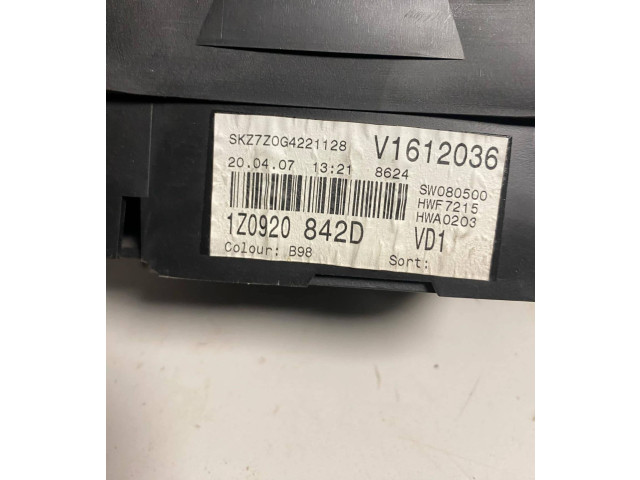 SKZ7Z0G4221128 V1612036
20.04.07 13:21 8624
SW080500
HWF7215
HWA0203
1Z0920 842D VD1
Colour: B98 Sort: